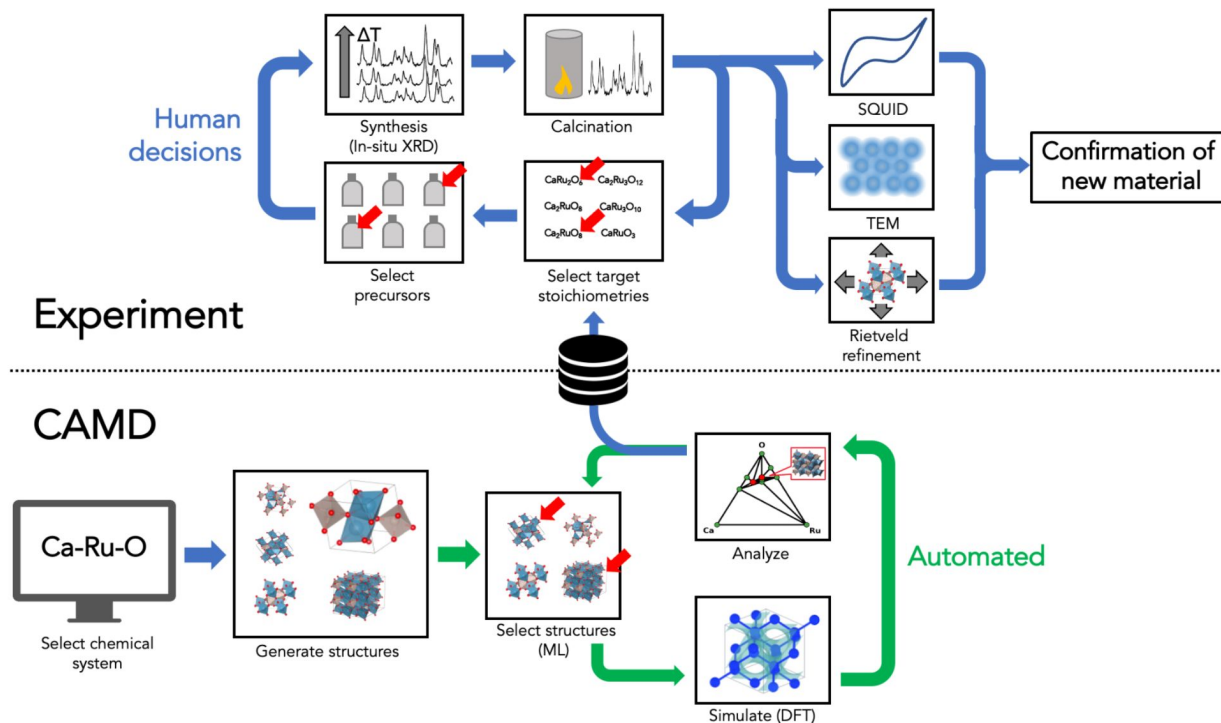 ΔT
Synthesis
(In-situ XRD)
Calcination
SQUID
Human
decisions
Select
precursors
CaRu₂O₆ Ca₂Ru₃O₁₂
Ca₂RuO₈ CaRu₃O₁₀
Ca₂RuO₈ CaRuO₃
Select target
stoichiometries
TEM
Confirmation of
new material
Rietveld
refinement
Experiment
CAMD
Ca-Ru-O
Select chemical
system
Generate structures
Select structures
(ML)
O
Ca
Ru
Analyze
Automated
Simulate (DFT)